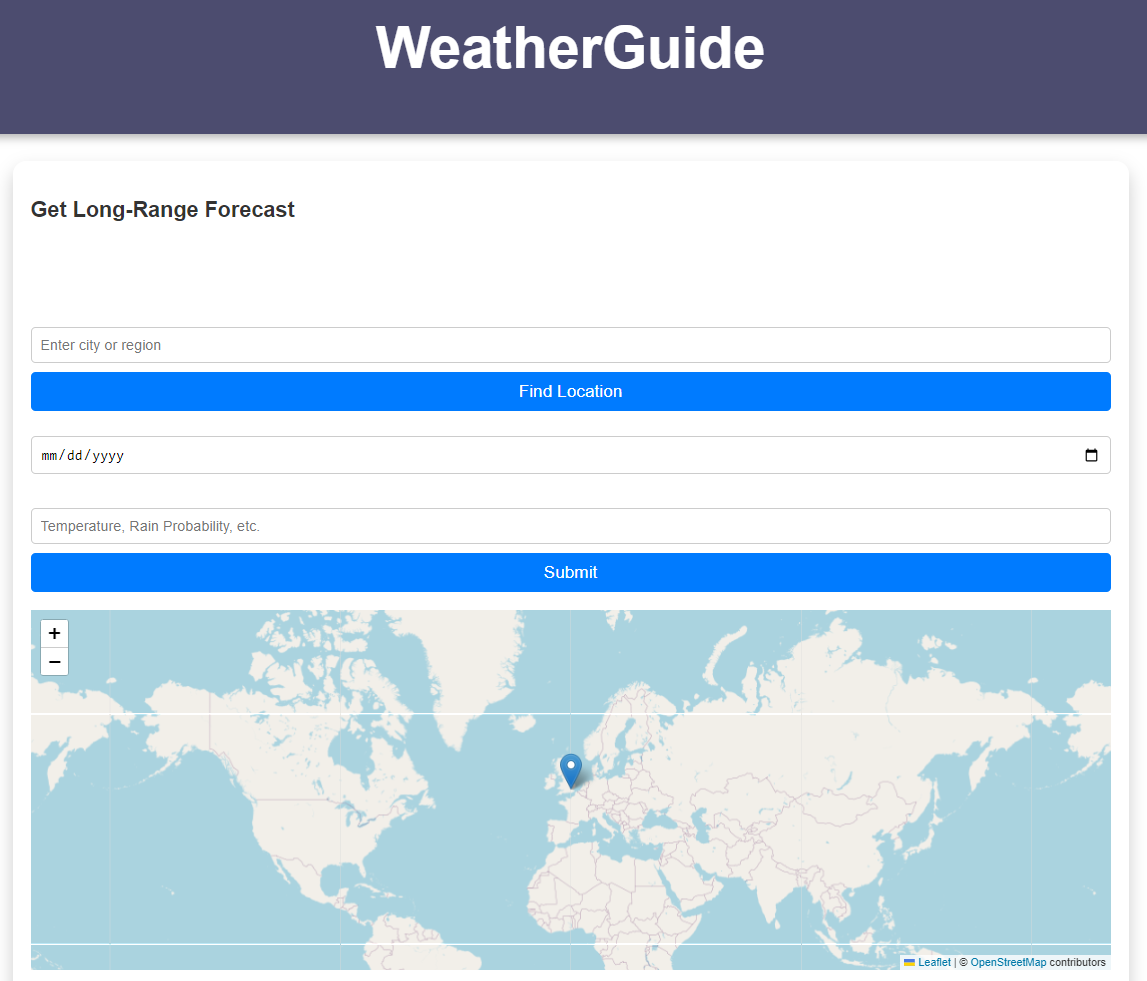 WeatherGuide
Get Long-Range Forecast
Enter city or region
Find Location
mm/dd/yyyy
Temperature, Rain Probability, etc.
Submit
+
−
Leaflet | © OpenStreetMap contributors